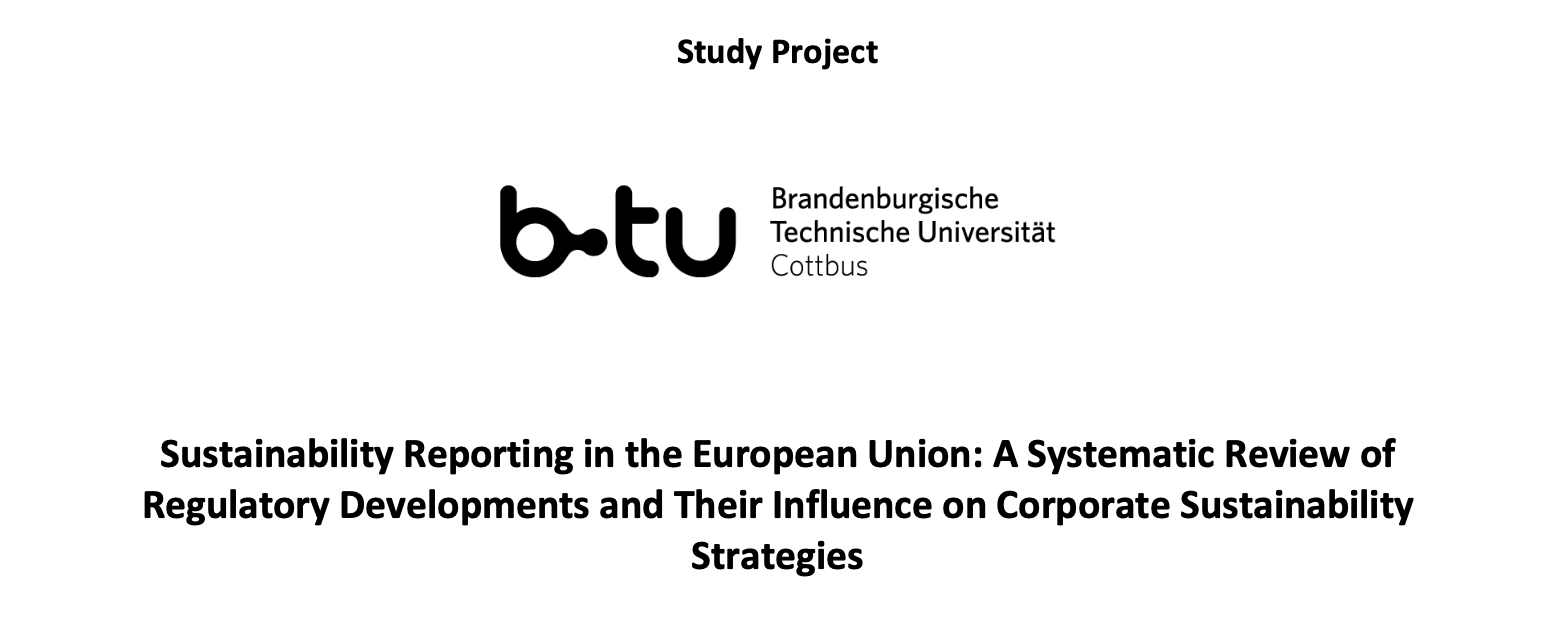 Study Project
b-tu
Brandenburgische
Technische Universität
Cottbus
Sustainability Reporting in the European Union: A Systematic Review of
Regulatory Developments and Their Influence on Corporate Sustainability
Strategies